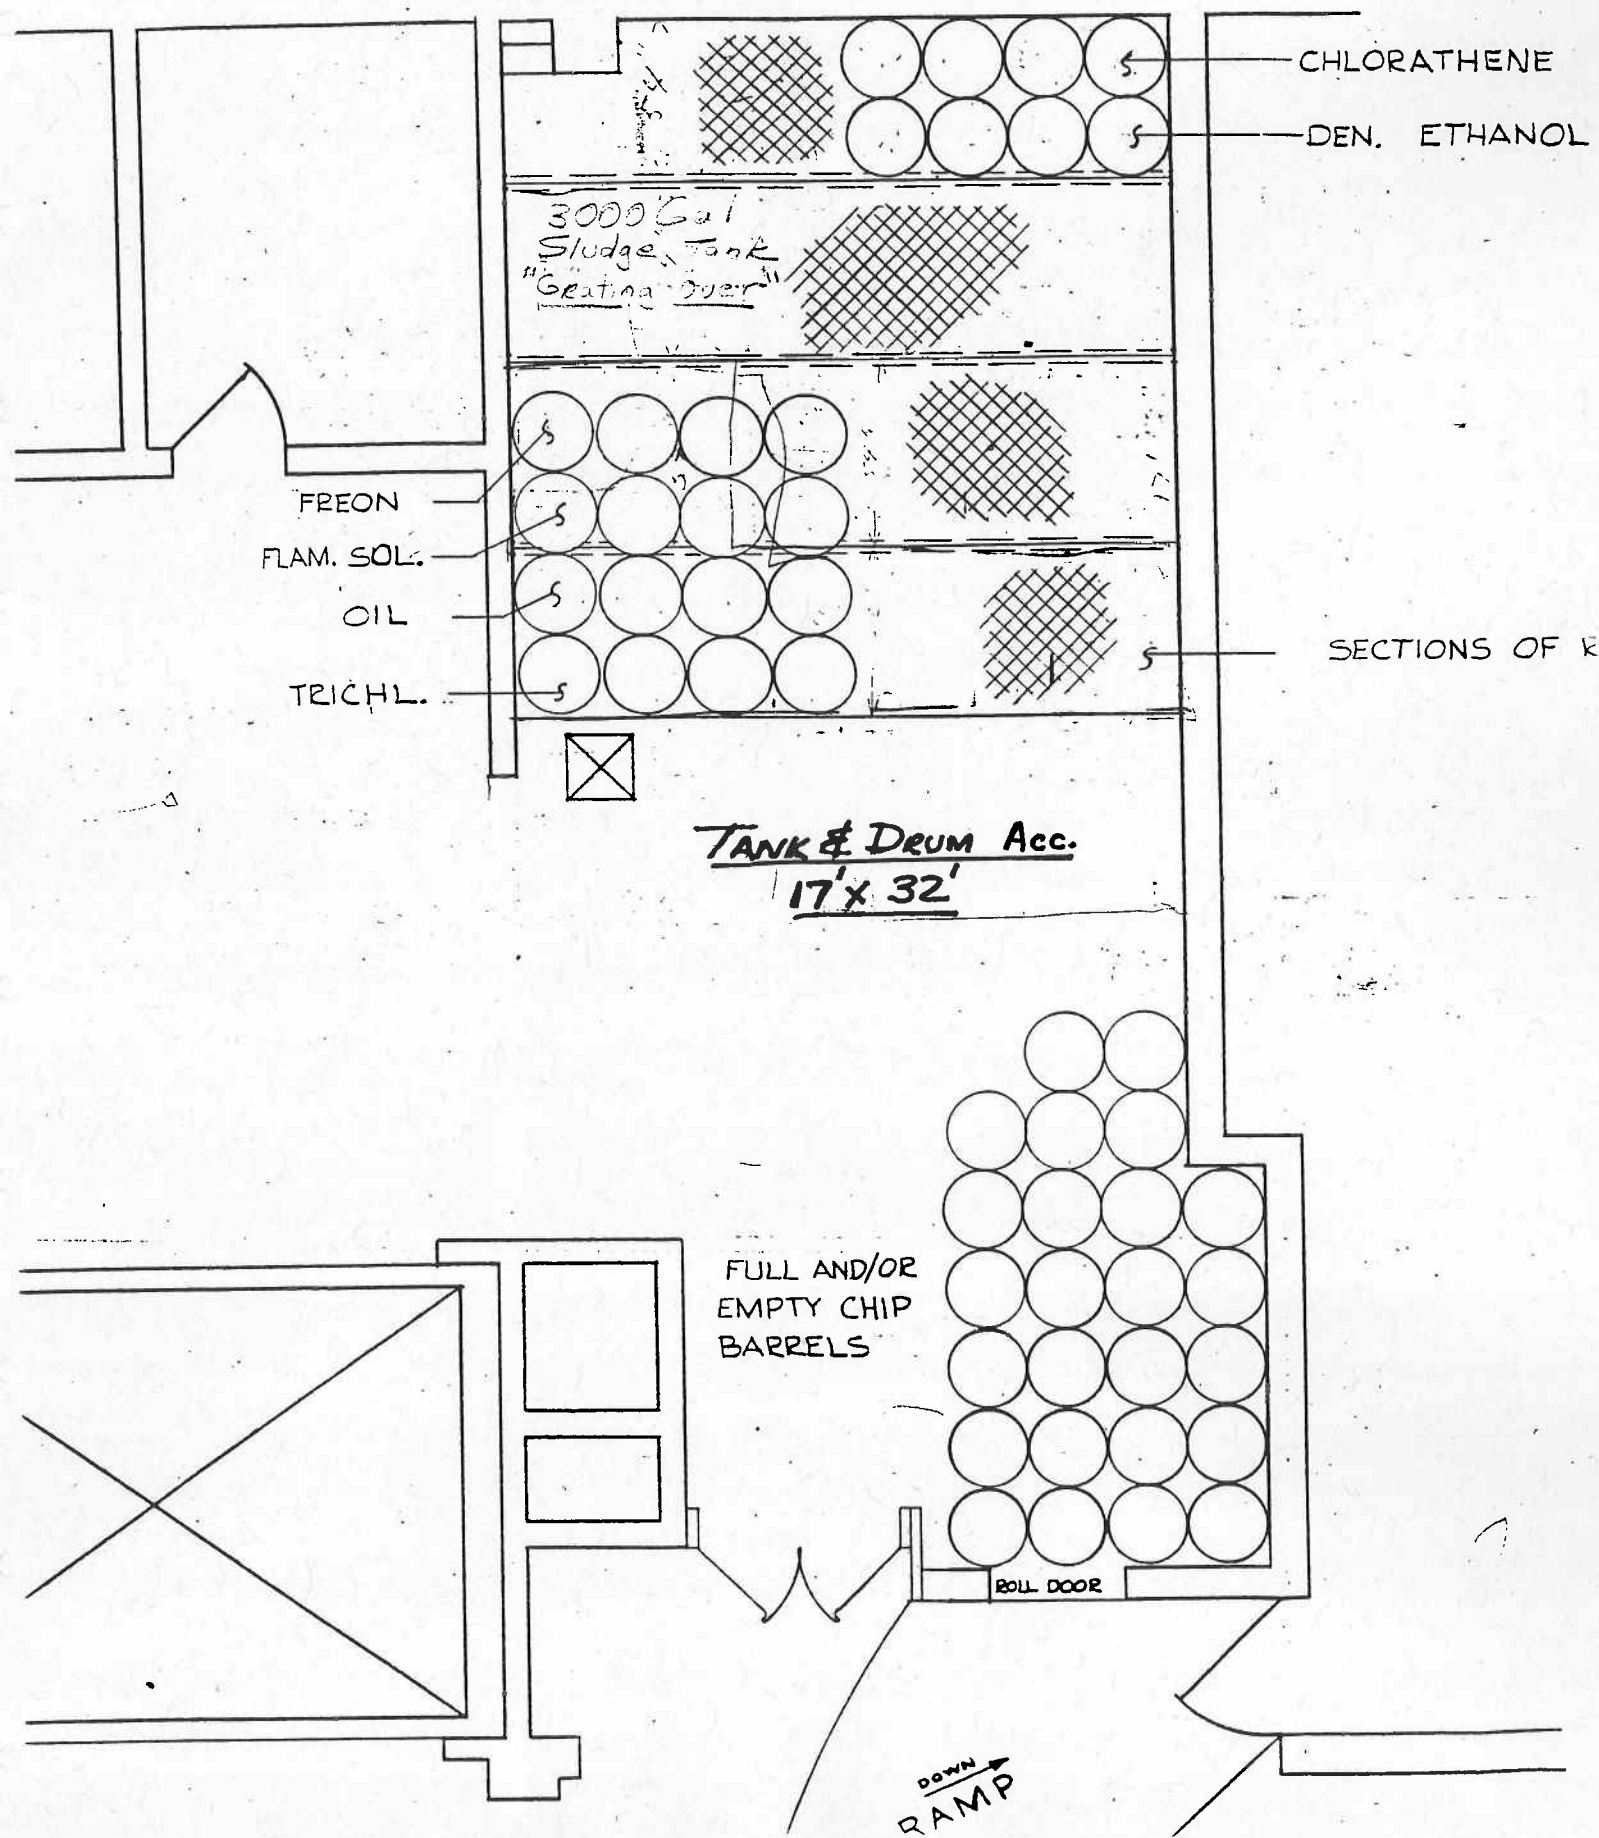 CHLORATHENE
DEN. ETHANOL
3000 Gal
Sludge Tank
"Grating Over"
FREON
FLAM. SOL.
OIL
TRICHL.
17'
SECTIONS OF
TANK & DRUM Acc.
17' X 32'
FULL AND/OR
EMPTY CHIP
BARRELS
ROLL DOOR
DOWN
RAMP